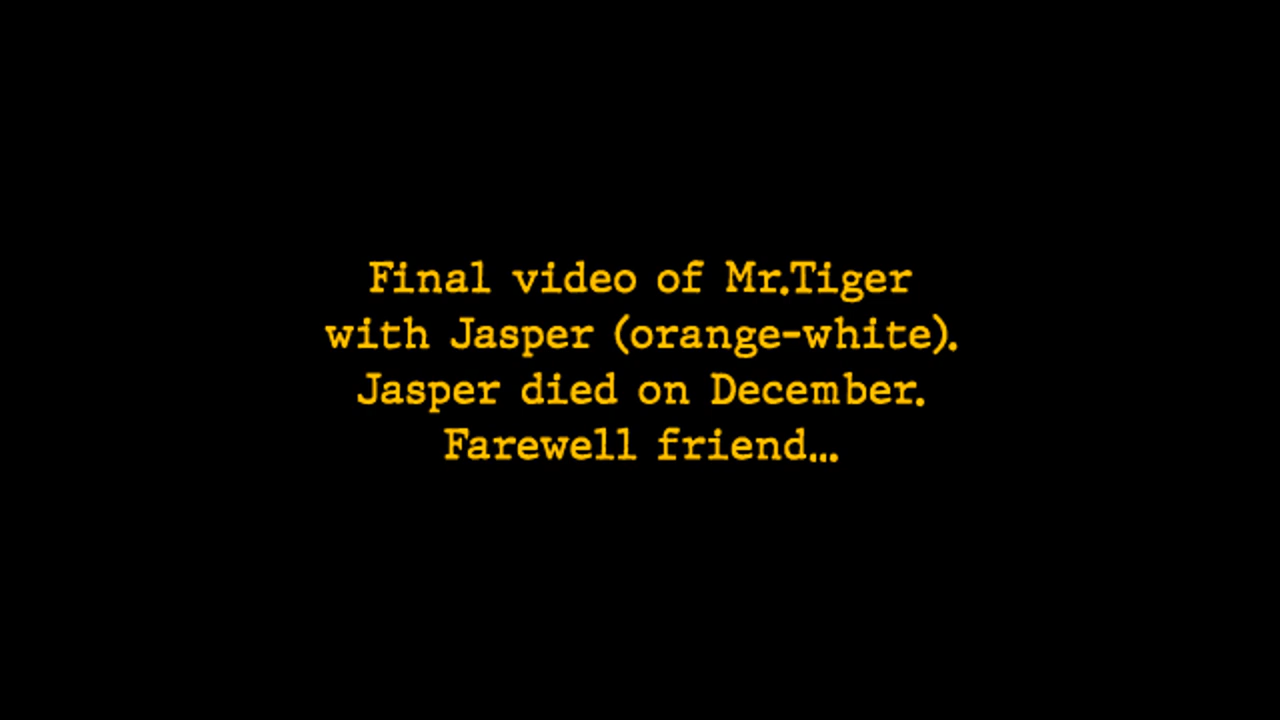 Final video of Mr.Tiger
with Jasper (orange-white).
Jasper died on December.
Farewell friend...